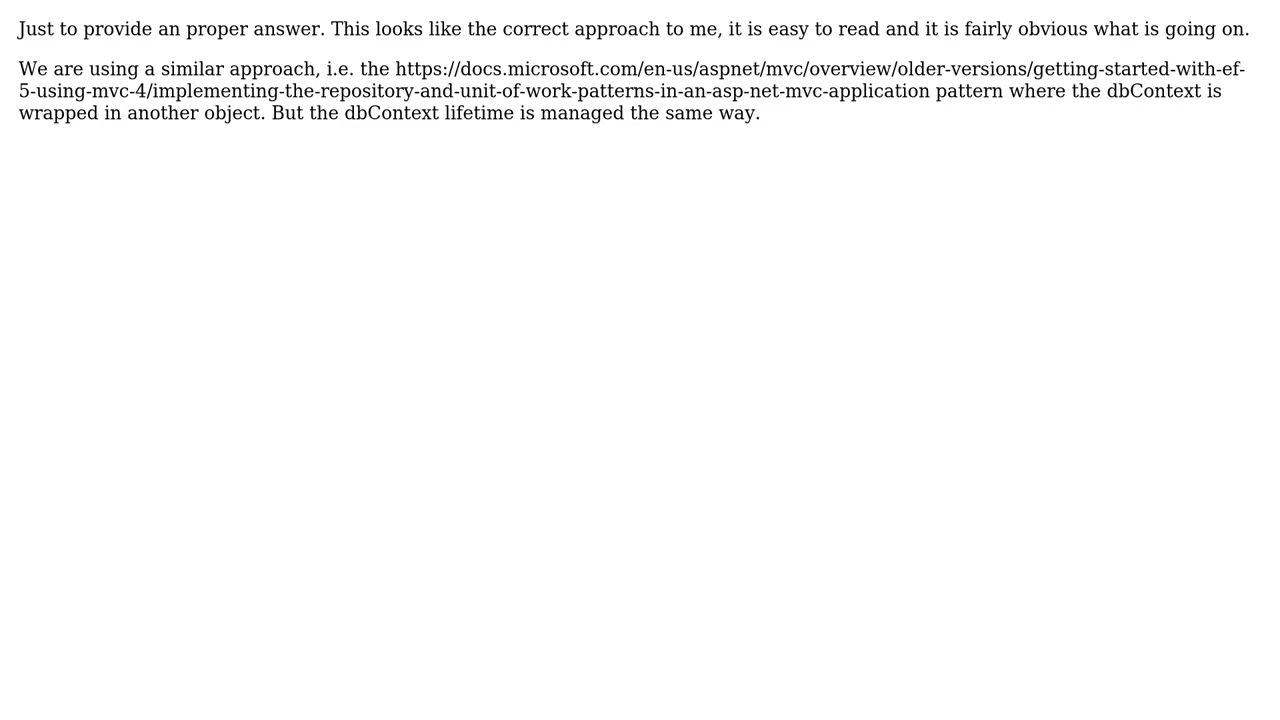 Just to provide an proper answer. This looks like the correct approach to me, it is easy to read and it is fairly obvious what is going on.
We are using a similar approach, i.e. the https://docs.microsoft.com/en-us/aspnet/mvc/overview/older-versions/getting-started-with-ef-
5-using-mvc-4/implementing-the-repository-and-unit-of-work-patterns-in-an-asp-net-mvc-application pattern where the dbContext is
wrapped in another object. But the dbContext lifetime is managed the same way.